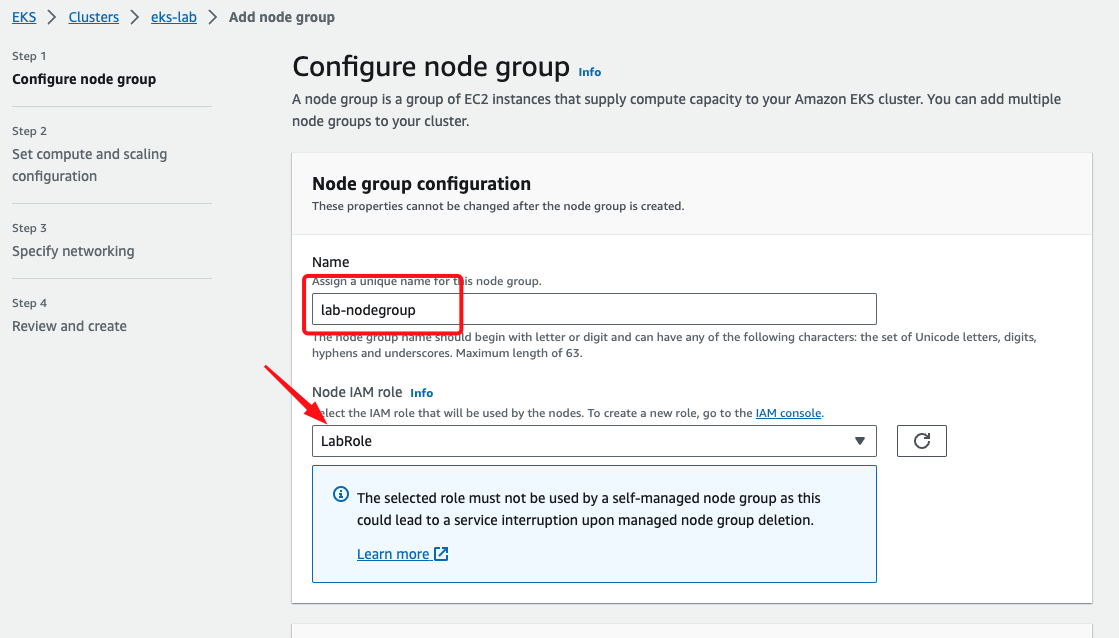 EKS > Clusters > eks-lab > Add node group
Step 1
Configure node group
Step 2
Set compute and scaling
configuration
Step 3
Specify networking
Step 4
Review and create
Configure node group Info
A node group is a group of EC2 instances that supply compute capacity to your Amazon EKS cluster. You can add multiple
node groups to your cluster.
Node group configuration
These properties cannot be changed after the node group is created.
Name
Assign a unique name for this node group.
lab-nodegroup
The node group name should begin with letter or digit and can have any of the following characters: the set of Unicode letters, digits,
hyphens and underscores. Maximum length of 63.
Node IAM role Info
Select the IAM role that will be used by the nodes. To create a new role, go to the IAM console.
LabRole
The selected role must not be used by a self-managed node group as this
could lead to a service interruption upon managed node group deletion.
Learn more